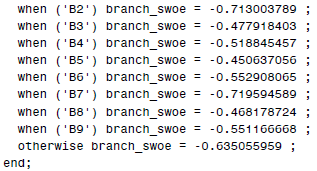 when ('B2') branch_swoe = -0.713003789 ;
when ('B3') branch_swoe = -0.477918403 ;
when ('B4') branch_swoe = -0.518845457 ;
when ('B5') branch_swoe = -0.450637056 ;
when ('B6') branch_swoe = -0.552908065 ;
when ('B7') branch_swoe = -0.719594589 ;
when ('B8') branch_swoe = -0.468178724 ;
when ('B9') branch_swoe = -0.551166668 ;
otherwise branch_swoe = -0.635055959 ;
end;